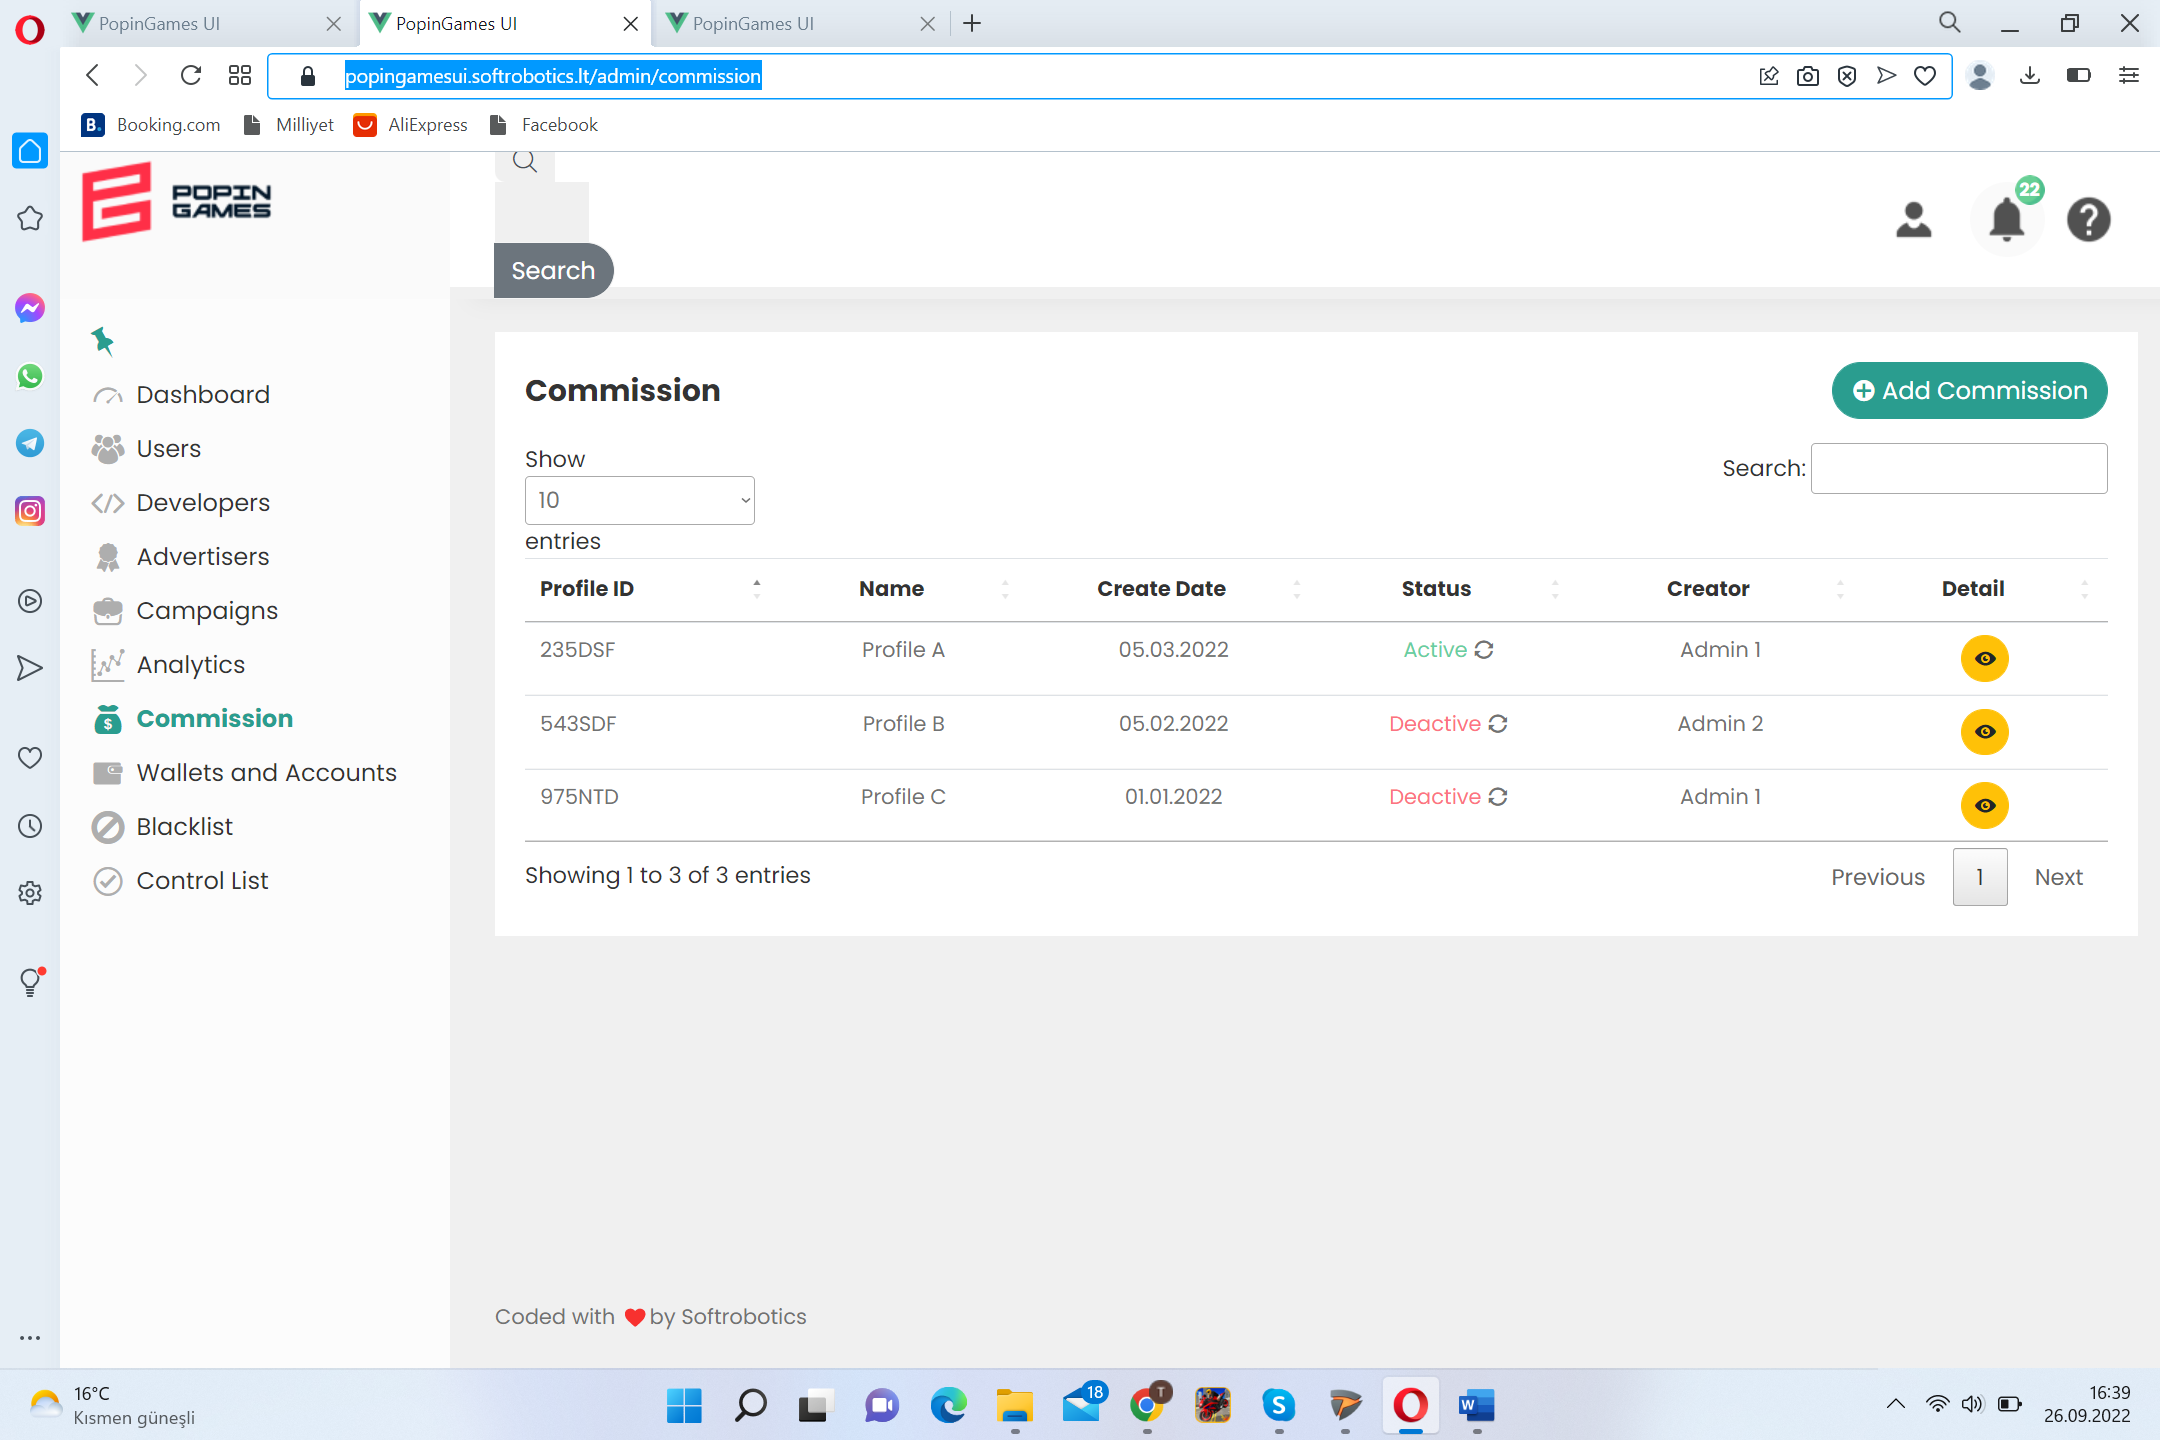 PopinGames UI
PopinGames UI
PopinGames UI
popingamesui.softrobotics.lt/admin/commission
B. Booking.com
Milliyet
AliExpress
Facebook
POPIN
GAMES
22
Search
Dashboard
Users
Developers
Advertisers
Campaigns
Analytics
Commission
Wallets and Accounts
Blacklist
Control List
Commission
Add Commission
Show
10
entries
Search:
Profile ID Name Create Date Status Creator Detail
235DSF Profile A 05.03.2022 Active Admin 1
543SDF Profile B 05.02.2022 Deactive Admin 2
975NTD Profile C 01.01.2022 Deactive Admin 1
Showing 1 to 3 of 3 entries
Previous 1 Next
Coded with by Softrobotics
16°C
Kısmen güneşli
18
T
S
W
16:39
26.09.2022